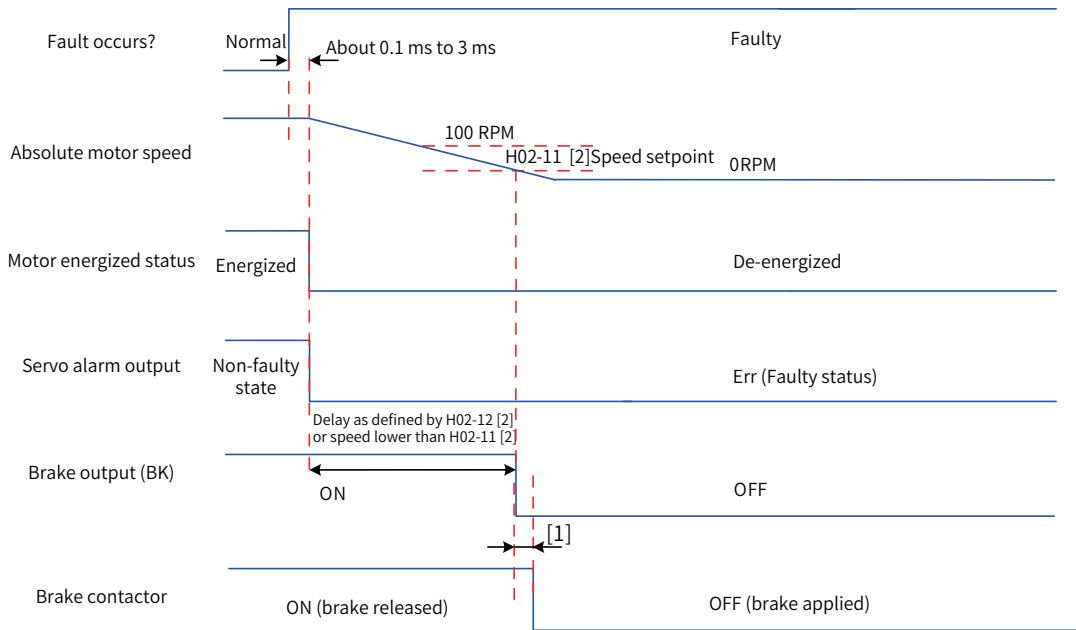 Fault occurs?
Normal
About 0.1 ms to 3 ms
Faulty
Absolute motor speed
100 RPM
H02-11 [2]Speed setpoint
0RPM
Motor energized status
Energized
De-energized
Servo alarm output
Non-faulty
state
Err (Faulty status)
Delay as defined by H02-12 [2]
or speed lower than H02-11 [2]
Brake output (BK)
ON
OFF
[1]
Brake contactor
ON (brake released)
OFF (brake applied)